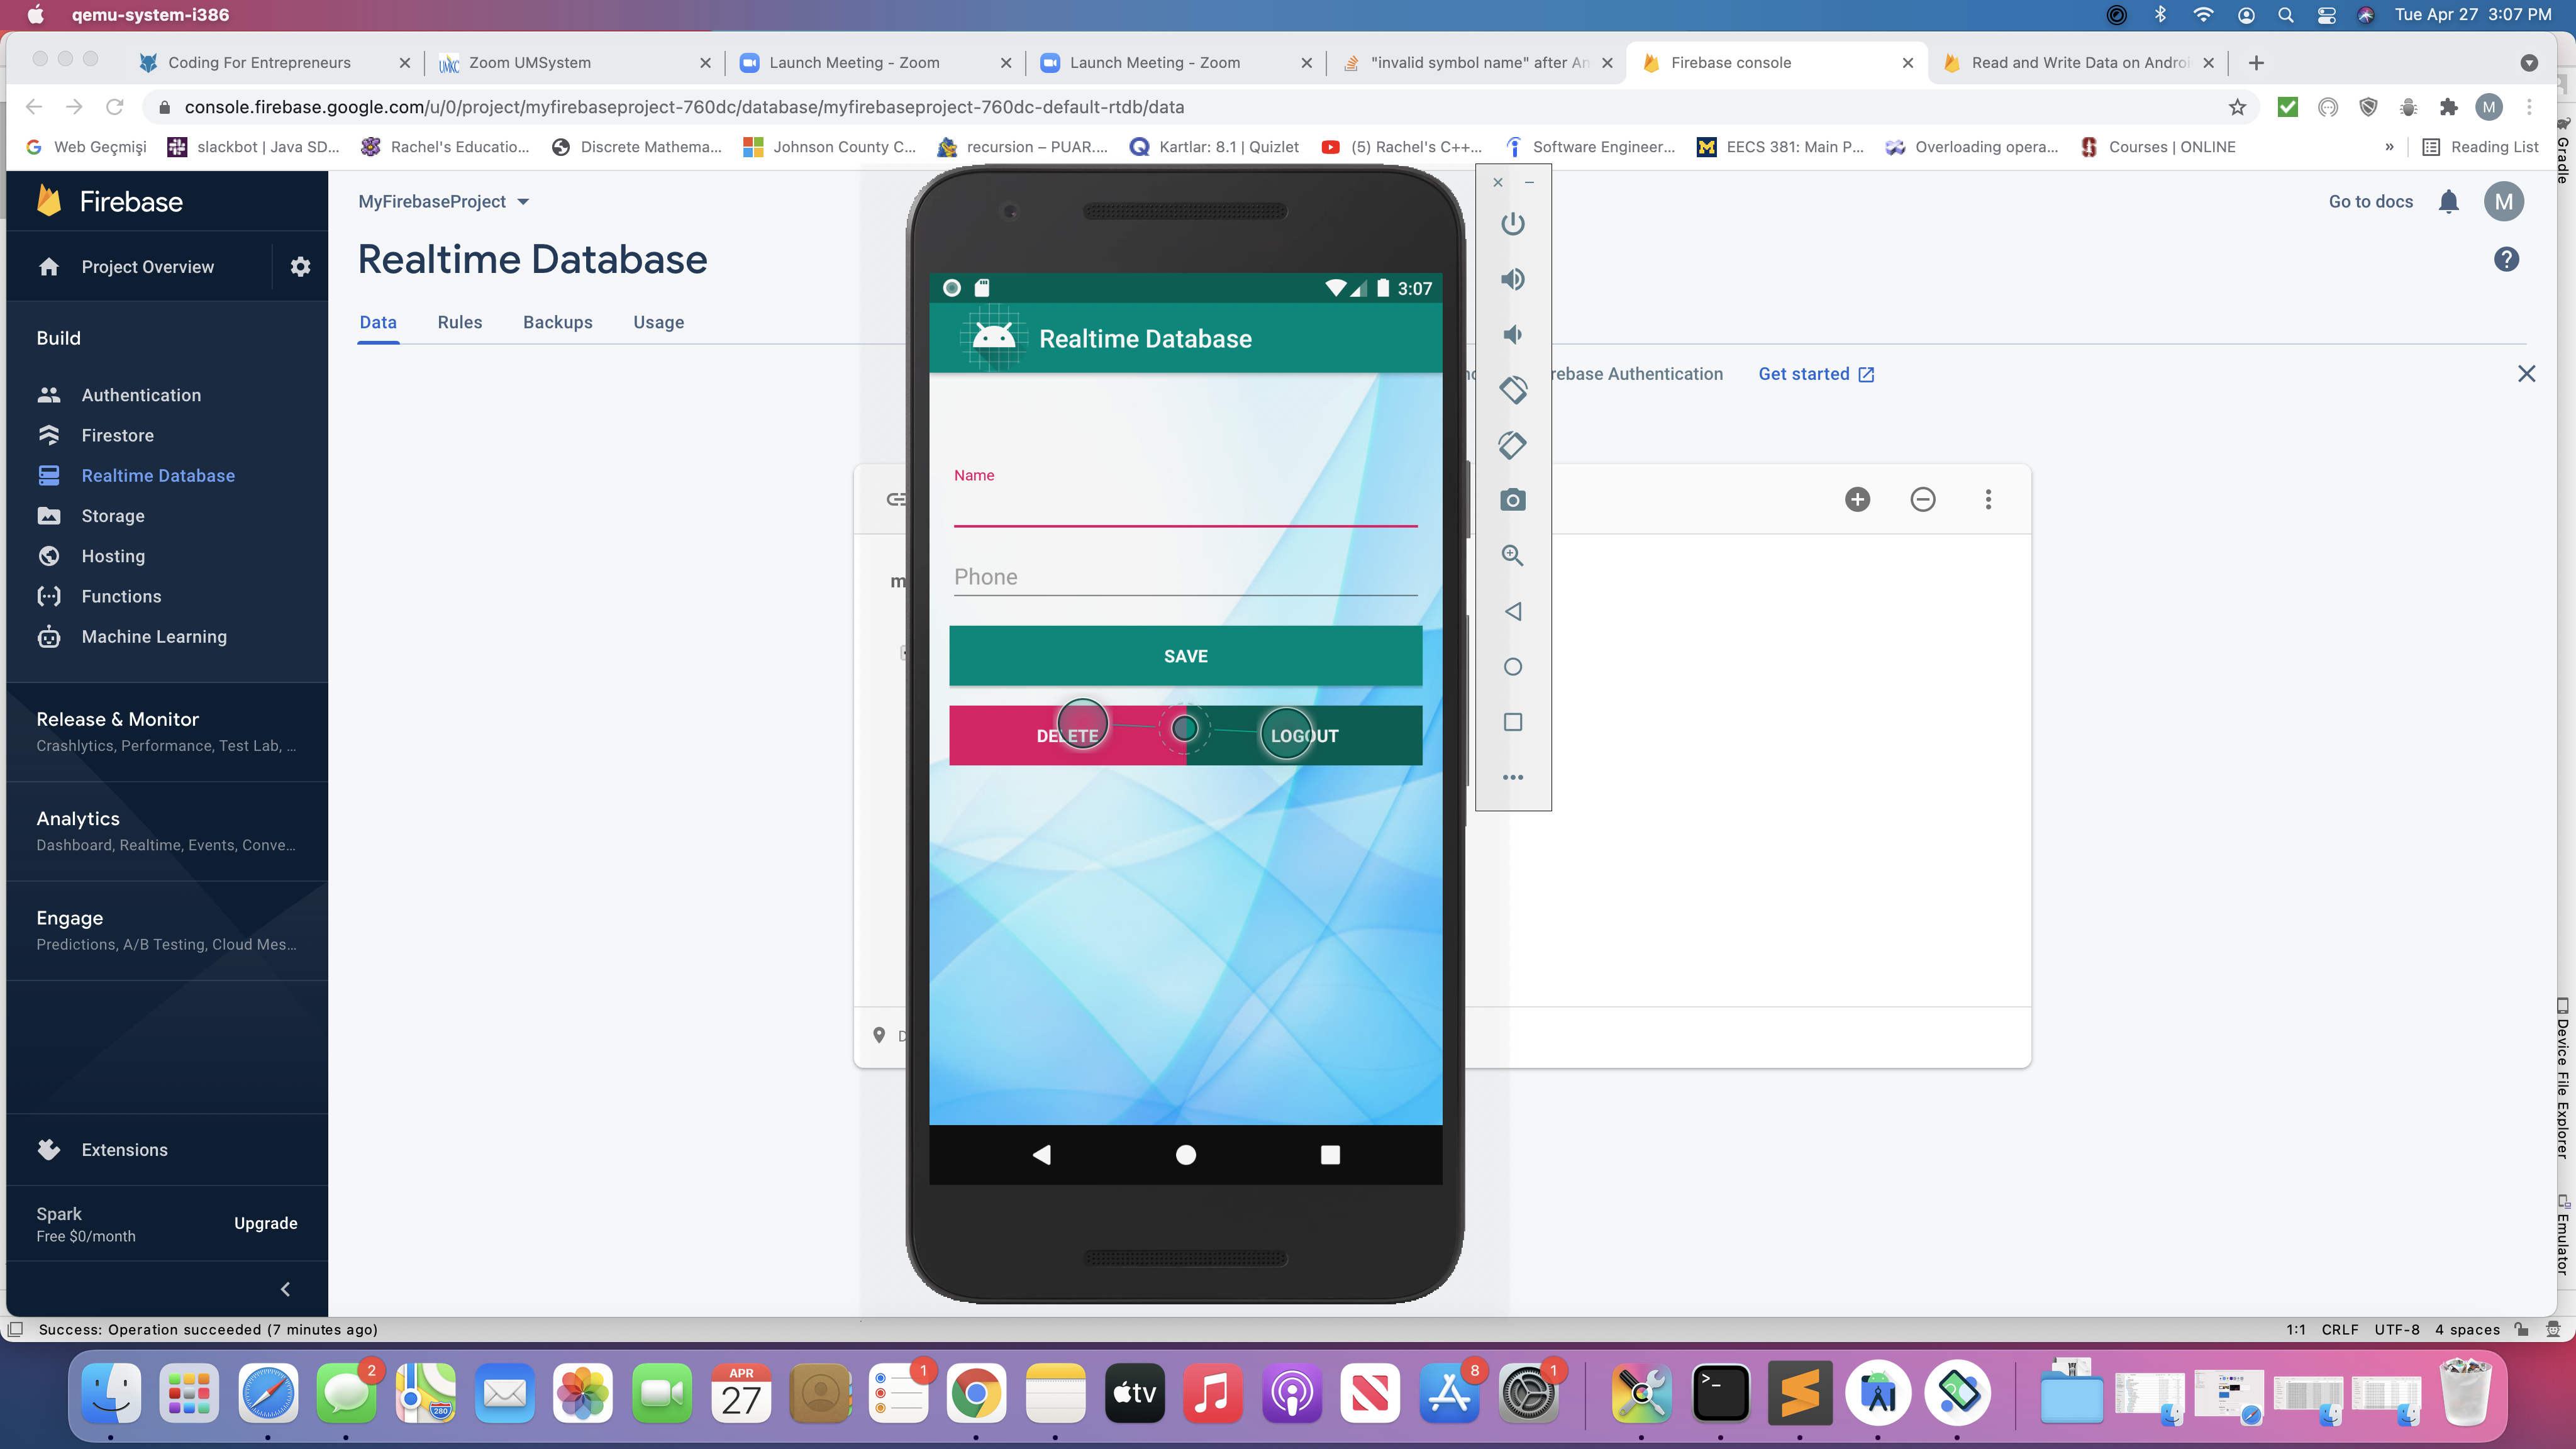 qemu-system-i386
Tue Apr 27 3:07 PM
Coding For Entrepreneurs
Zoom UMSystem
Launch Meeting - Zoom
Launch Meeting - Zoom
"invalid symbol name" after An
Firebase console
Read and Write Data on Androi
console.firebase.google.com/u/0/project/myfirebaseproject-760dc/database/myfirebaseproject-760dc-default-rtdb/data
M
Web Geçmişi
slackbot | Java SD...
Rachel's Educatio...
Discrete Mathema...
Johnson County C...
recursion – PUAR....
Kartlar: 8.1 | Quizlet
(5) Rachel's C++...
Software Engineer...
EECS 381: Main P...
Overloading opera...
Courses | ONLINE
»
Reading List
Gradle
Firebase
MyFirebaseProject
Go to docs
M
Project Overview
Realtime Database
Data
Rules
Backups
Usage
Build
Authentication
Firestore
Realtime Database
Storage
Hosting
Functions
Machine Learning
Release & Monitor
Crashlytics, Performance, Test Lab, ...
Analytics
Dashboard, Realtime, Events, Conve...
Engage
Predictions, A/B Testing, Cloud Mes...
Extensions
Spark
Free $0/month
Upgrade
rebase Authentication
Get started
m
D
3:07
Realtime Database
Name
Phone
SAVE
DELETE
LOGOUT
Device File Explorer
Emulator
Success: Operation succeeded (7 minutes ago)
1:1 CRLF UTF-8 4 spaces
2
280
APR
27
1
tv
8
1